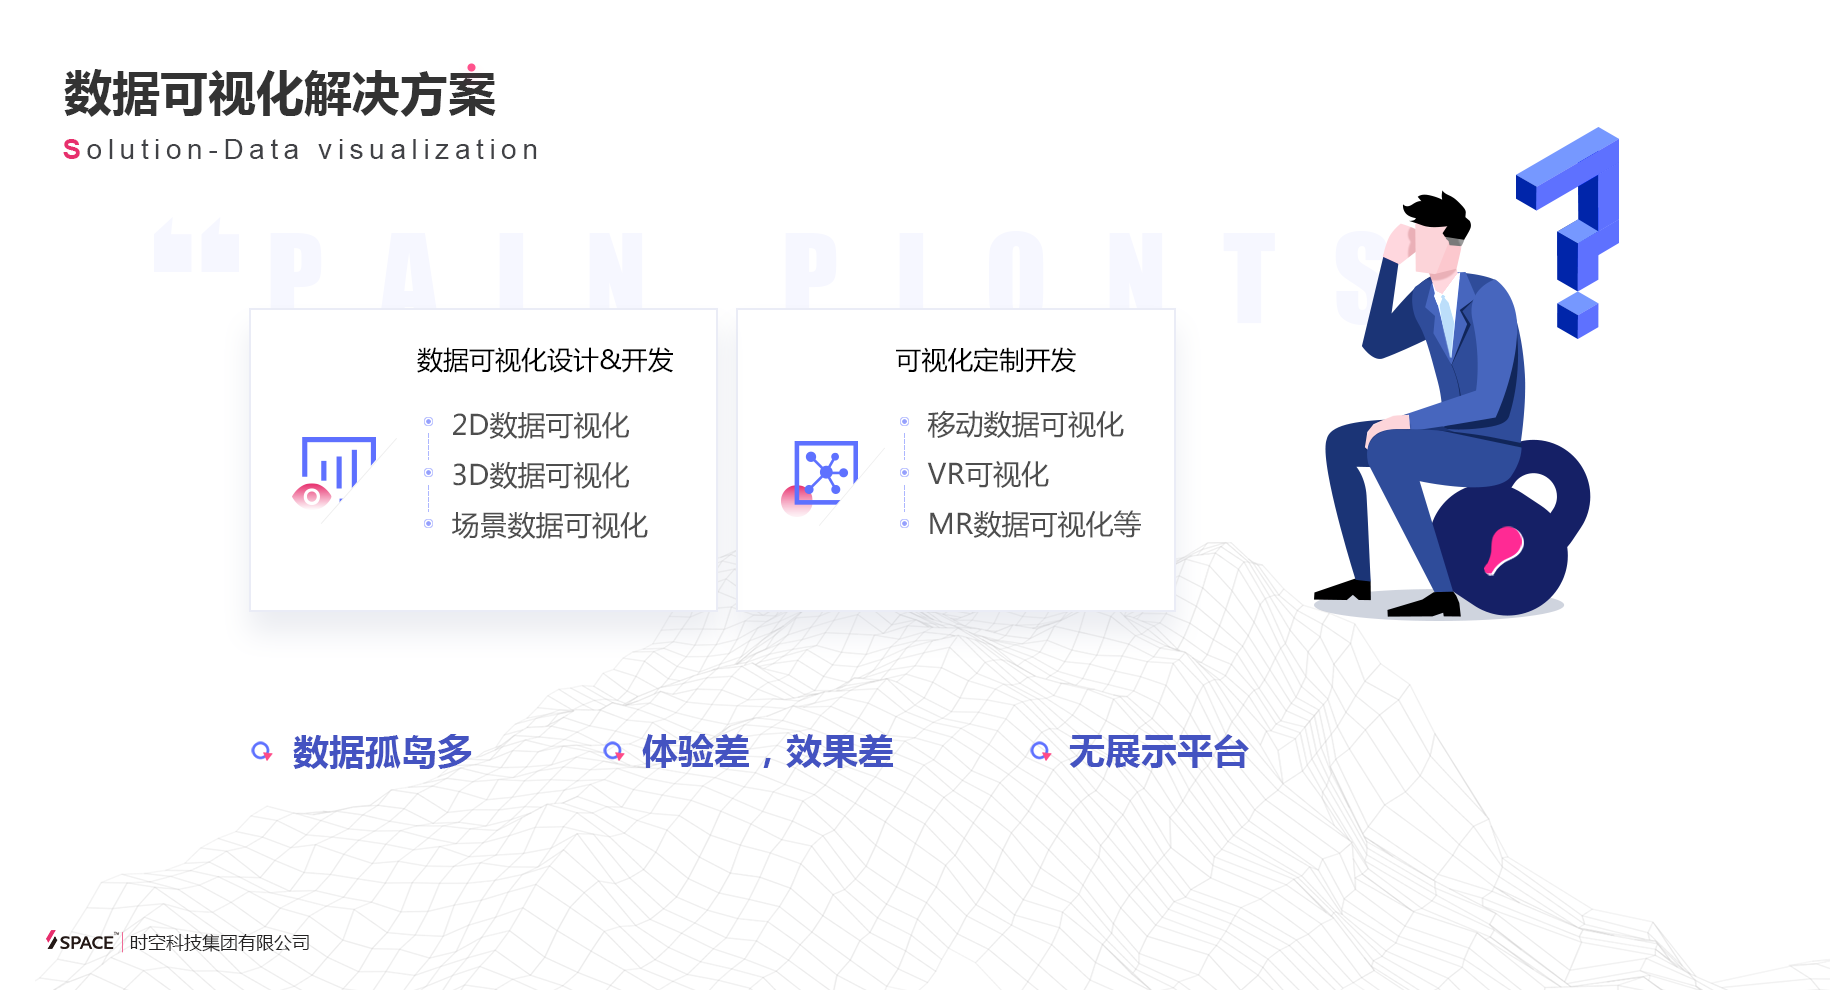 数据可视化解决方案
Solution-Data visualization
“PAIN PIONTS
数据可视化设计&开发
2D数据可视化
3D数据可视化
场景数据可视化
可视化定制开发
移动数据可视化
VR可视化
MR数据可视化等
数据孤岛多
体验差，效果差
无展示平台
SPACE™ 时空科技集团有限公司